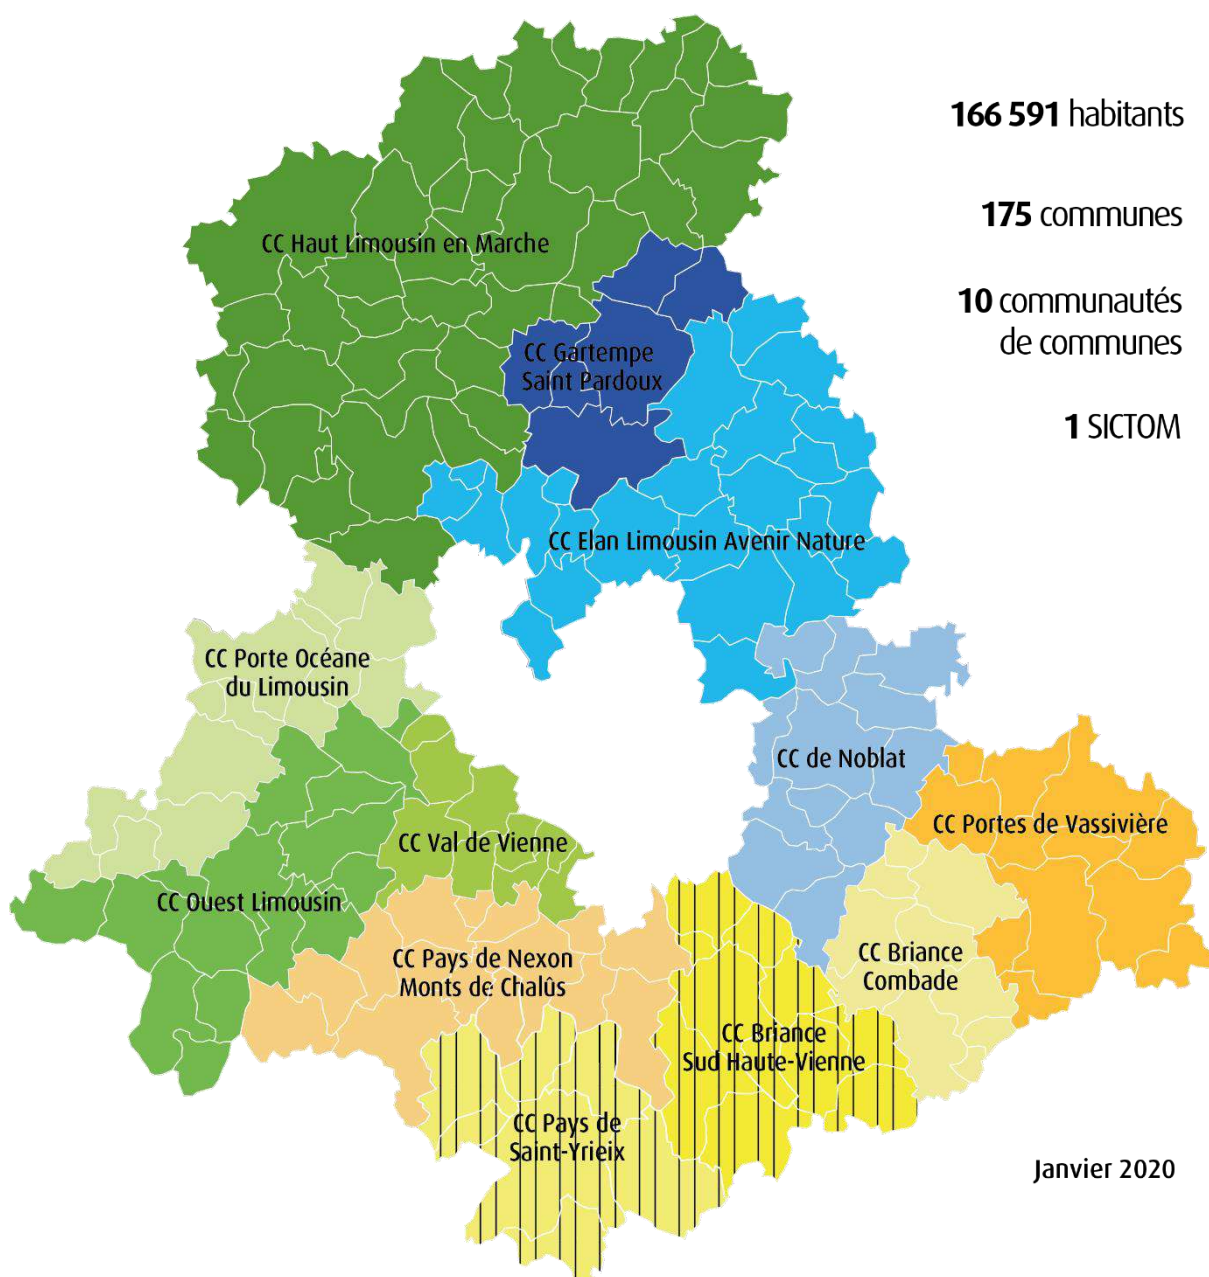 166 591 habitants
175 communes
10 communautés
de communes
1 SICTOM
CC Haut Limousin en Marche
CC Gartempe
Saint Pardoux
CC Elan Limousin Avenir Nature
CC Porte Océane
du Limousin
CC de Noblat
CC Portes de Vassivière
CC Val de Vienne
CC Ouest Limousin
CC Pays de Nexon
Monts de Chalûs
CC Briance
Combade
CC Briance
Sud Haute-Vienne
CC Pays de
Saint-Yrieix
Janvier 2020